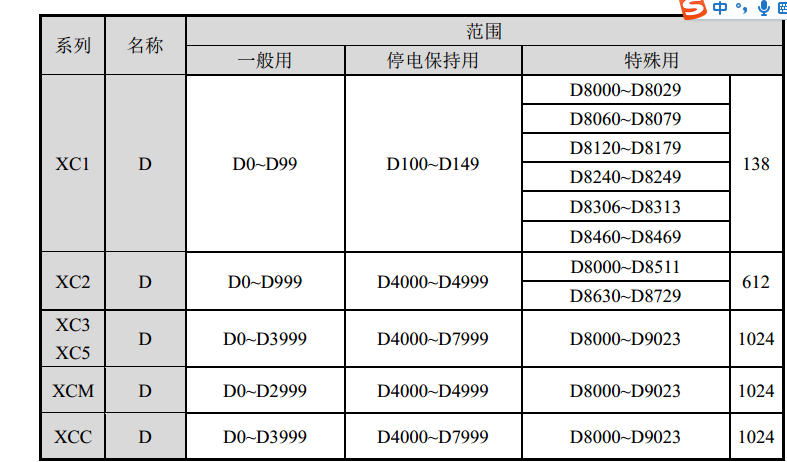 中
系列 名称 范围
一般用 停电保持用 特殊用
XC1 D D0~D99 D100~D149 D8000~D8029 138
D8060~D8079
D8120~D8179
D8240~D8249
D8306~D8313
D8460~D8469
XC2 D D0~D999 D4000~D4999 D8000~D8511 612
D8630~D8729
XC3
XC5 D D0~D3999 D4000~D7999 D8000~D9023 1024
XCM D D0~D2999 D4000~D4999 D8000~D9023 1024
XCC D D0~D3999 D4000~D7999 D8000~D9023 1024